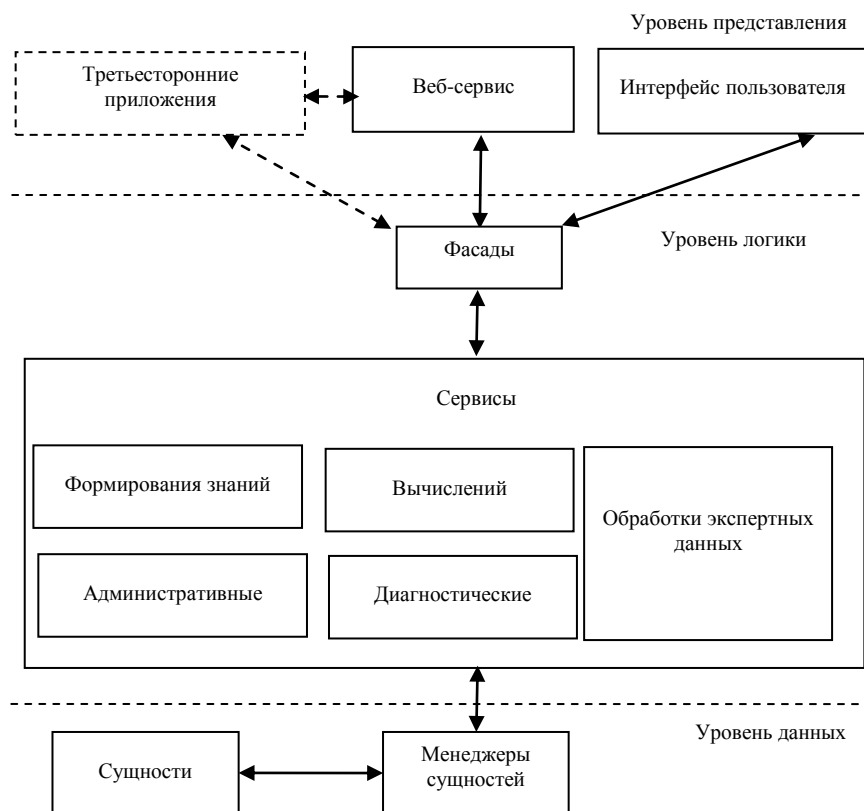 Уровень представления
Третьесторонние
приложения
Веб-сервис
Интерфейс пользователя
Фасады
Уровень логики
Сервисы
Формирования знаний
Вычислений
Обработки экспертных
данных
Административные
Диагностические
Уровень данных
Сущности
Менеджеры
сущностей